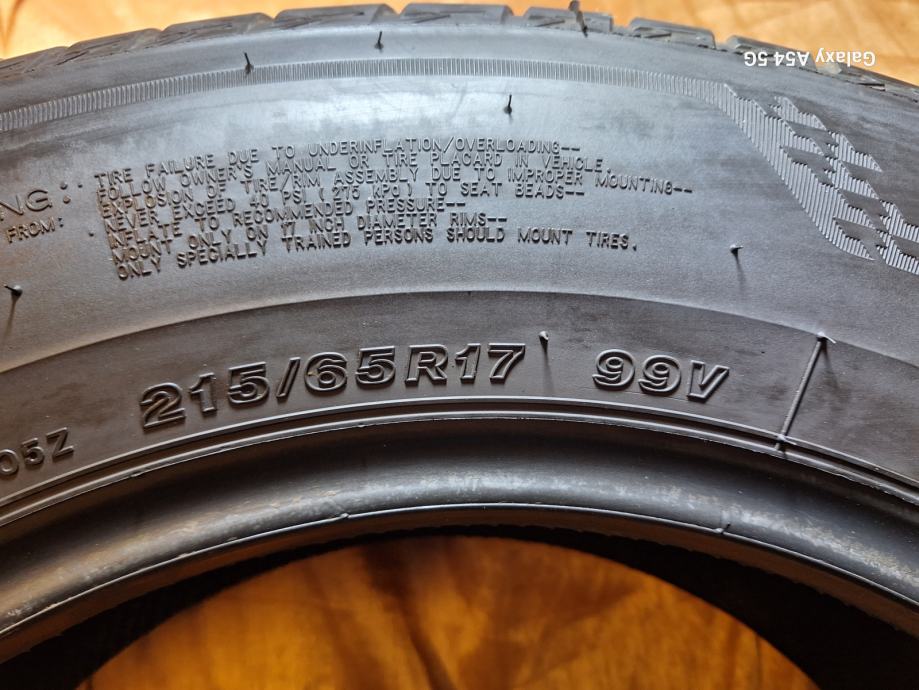 Galaxy A54 5G
TIRE FAILURE DUE TO UNDERINFLATION/OVERLOADING--
FOLLOW OWNER'S MANUAL OR TIRE PLACARD IN VEHICLE.
NG: EXPLOSION OF TIRE/RIM ASSEMBLY DUE TO IMPROPER MOUNTING--
FROM: NEVER EXCEED 40 PSI (275 KPa) TO SEAT BEADS--
INFLATE TO RECOMMENDED PRESSURE--
MOUNT ONLY ON 17 INCH DIAMETER RIMS--
ONLY SPECIALLY TRAINED PERSONS SHOULD MOUNT TIRES.
215/65R17 99V
05Z